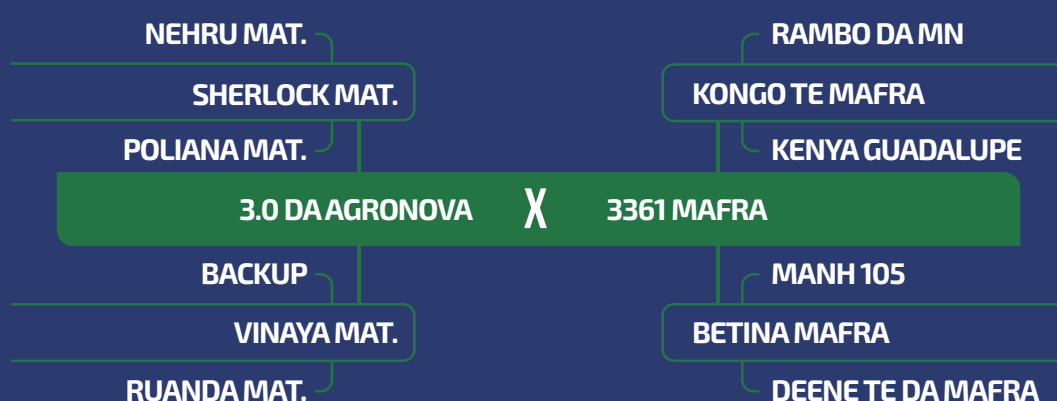 NEHRU MAT.
RAMBO DA MN
SHERLOCK MAT.
KONGO TE MAFRA
POLIANA MAT.
KENYA GUADALUPE
3.0 DA AGRONOVA X 3361 MAFRA
BACKUP
MANH 105
VINAYA MAT.
BETINA MAFRA
RUANDA MAT.
DEENE TE DA MAFRA